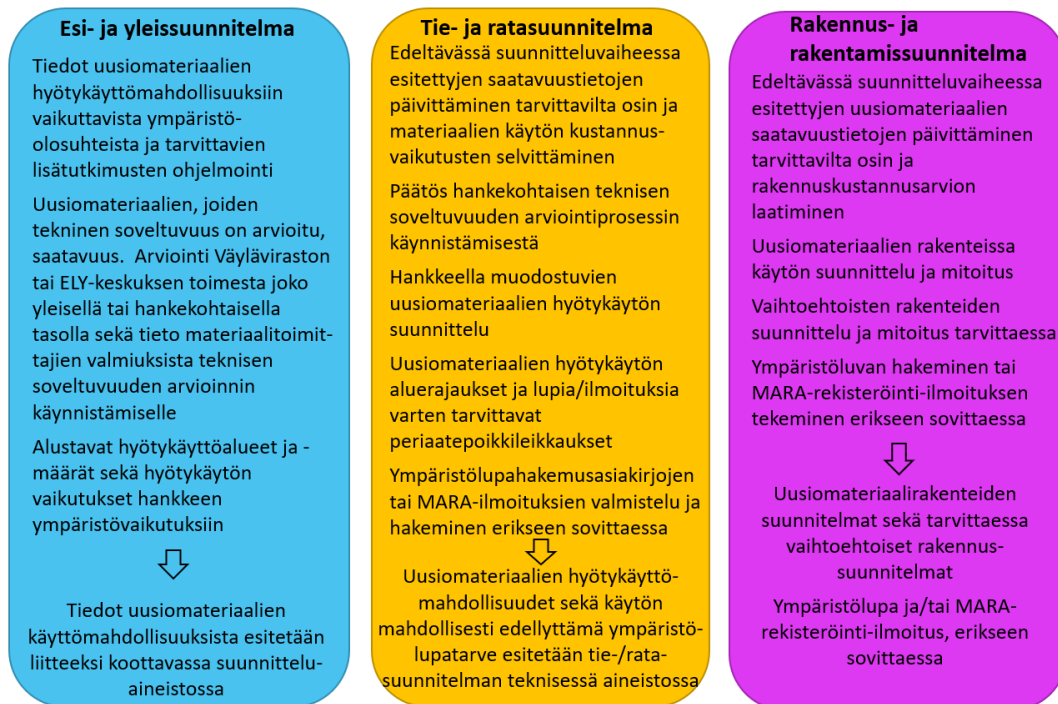 Esi- ja yleissuunnitelma
Tiedot uusiomateriaalien
hyötykäyttömahdollisuuksiin
vaikuttavista ympäristö-
olosuhteista ja tarvittavien
lisätutkimusten ohjelmointi
Uusiomateriaalien, joiden
tekninen soveltuvuus on arvioitu,
saatavuus.  Arviointi Väyläviraston
tai ELY-keskuksen toimesta joko
yleisellä tai hankekohtaisella
tasolla sekä tieto materiaalitoimit-
tajien valmiuksista teknisen
soveltuvuuden arvioinnin
käynnistämiselle
Alustavat hyötykäyttöalueet ja -
määrät sekä hyötykäytön
vaikutukset hankkeen
ympäristövaikutuksiin
Tiedot uusiomateriaalien
käyttömahdollisuuksista esitetään
liitteeksi koottavassa suunnittelu-
aineistossa
Tie- ja ratasuunnitelma
Edeltävässä suunnitteluvaiheessa
esitettyjen saatavuustietojen
päivittäminen tarvittavilta osin ja
materiaalien käytön kustannus-
vaikutusten selvittäminen
Päätös hankekohtaisen teknisen
soveltuvuuden arviointiprosessin
käynnistämisestä
Hankkeella muodostuvien
uusiomateriaalien hyötykäytön
suunnittelu
Uusiomateriaalien hyötykäytön
aluerajaukset ja lupia/ilmoituksia
varten tarvittavat
periaatepoikkileikkaukset
Ympäristölupahakemusasiakirjojen
tai MARA-ilmoituksien valmistelu ja
hakeminen erikseen sovittaessa
Uusiomateriaalien hyötykäyttö-
mahdollisuudet sekä käytön
mahdollisesti edellyttämä ympäristö-
lupatarve esitetään tie-/rata-
suunnitelman teknisessä aineistossa
Rakennus- ja
rakentamissuunnitelma
Edeltävässä suunnitteluvaiheessa
esitettyjen uusiomateriaalien
saatavuustietojen päivittäminen
tarvittavilta osin ja
rakennuskustannusarvion
laatiminen
Uusiomateriaalien rakenteissa
käytön suunnittelu ja mitoitus
Vaihtoehtoisten rakenteiden
suunnittelu ja mitoitus tarvittaessa
Ympäristöluvan hakeminen tai
MARA-rekisteröinti-ilmoituksen
tekeminen erikseen sovittaessa
Uusiomateriaalirakenteiden
suunnitelmat sekä tarvittaessa
vaihtoehtoiset rakennus-
suunnitelmat
Ympäristölupa ja/tai MARA-
rekisteröinti-ilmoitus, erikseen
sovittaessa